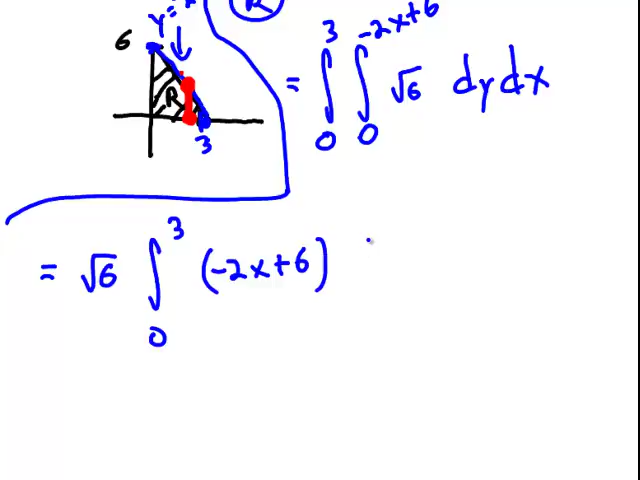 6
R
3
= ∫₀³ ∫₀^{-2x+6} √6 dy dx
= √6 ∫₀³ (-2x+6)